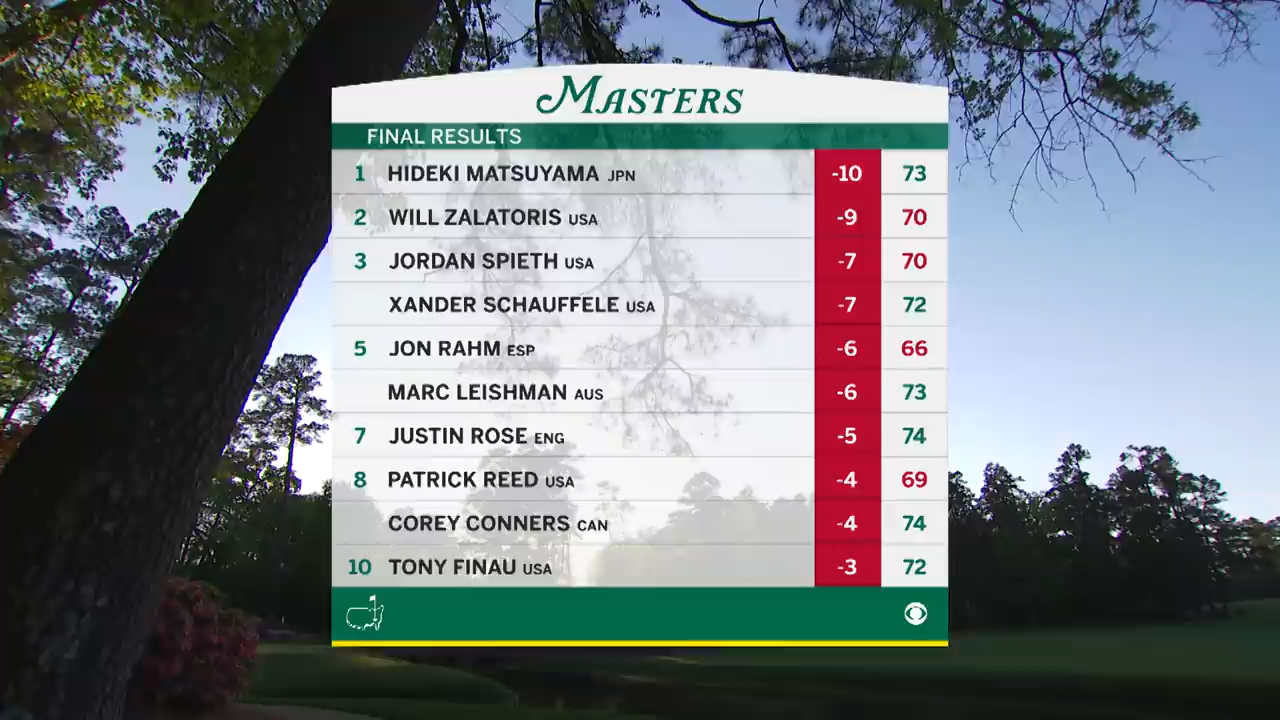 MASTERS
FINAL RESULTS
1 HIDEKI MATSUYAMA JPN -10 73
2 WILL ZALATORIS USA -9 70
3 JORDAN SPIETH USA -7 70
XANDER SCHAUFFELE USA -7 72
5 JON RAHM ESP -6 66
MARC LEISHMAN AUS -6 73
7 JUSTIN ROSE ENG -5 74
8 PATRICK REED USA -4 69
COREY CONNERS CAN -4 74
10 TONY FINAU USA -3 72